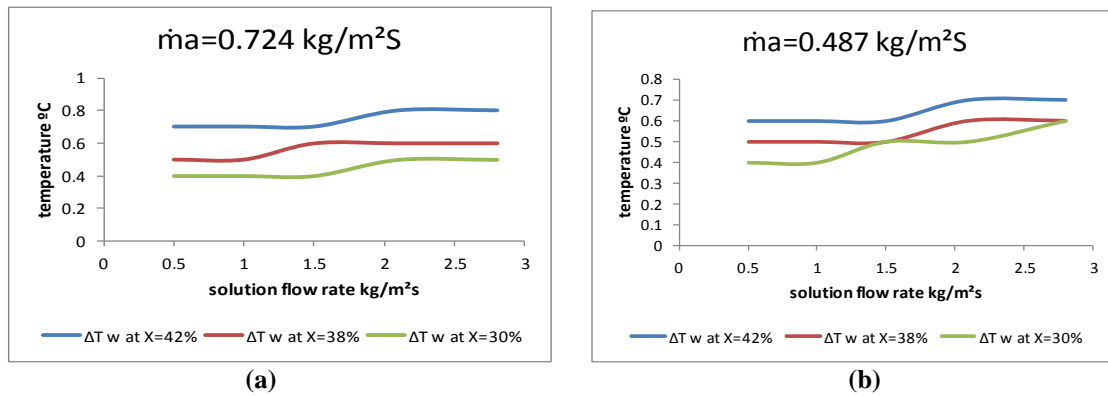 ṁa=0.724 kg/m²S
temperature ºC
1
0.8
0.6
0.4
0.2
0
0 0.5 1 1.5 2 2.5 3
solution flow rate kg/m²s
ΔT w at X=42% ΔT w at X=38% ΔT w at X=30%
(a)
ṁa=0.487 kg/m²S
temperature ºC
0.8
0.7
0.6
0.5
0.4
0.3
0.2
0.1
0
0 0.5 1 1.5 2 2.5 3
solution flow rate kg/m²s
ΔT w at X=42% ΔT w at X=38% ΔT w at X=30%
(b)